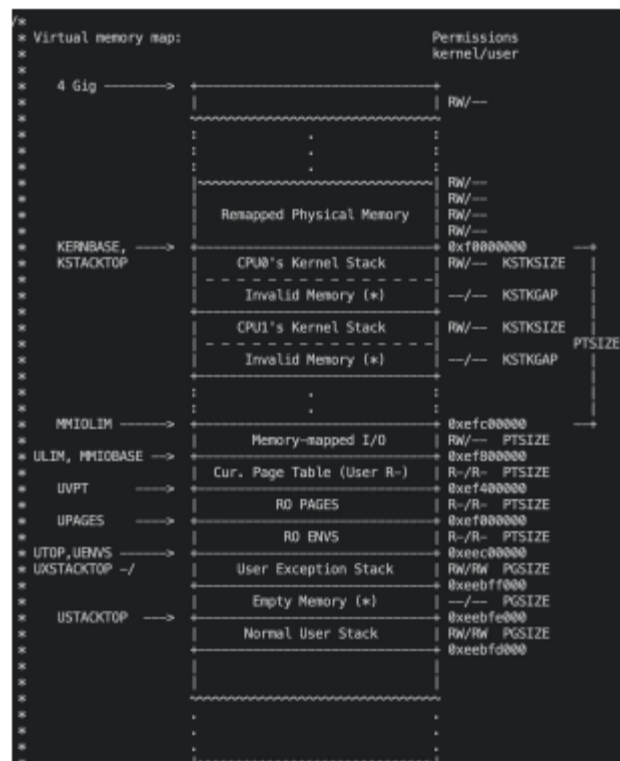 /*
* Virtual memory map: Permissions
* kernel/user
*
* 4 Gig --------> +------------------------------+
* | | RW/--
* ~~~~~~~~~~~~~~~~~~~~~~~~~~~~~~~~
* : . :
* : . :
* : . :
* |~~~~~~~~~~~~~~~~~~~~~~~~~~~~~~| RW/--
* | | RW/--
* | Remapped Physical Memory | RW/--
* | | RW/--
* KERNBASE, ----> +------------------------------+ 0xf0000000 --+
* KSTACKTOP | CPU0's Kernel Stack | RW/-- KSTKSIZE |
* | - - - - - - - - - - - - - - -| |
* | Invalid Memory (*) | --/-- KSTKGAP |
* +------------------------------+ |
* | CPU1's Kernel Stack | RW/-- KSTKSIZE |
* | - - - - - - - - - - - - - - -| PTSIZE
* | Invalid Memory (*) | --/-- KSTKGAP |
* +------------------------------+ |
* : . : |
* : . : |
* MMIOLIM ------> +------------------------------+ 0xefc00000 --+
* | Memory-mapped I/O | RW/-- PTSIZE
* ULIM, MMIOBASE --> +------------------------------+ 0xef800000
* | Cur. Page Table (User R-) | R-/R- PTSIZE
* UVPT ----> +------------------------------+ 0xef400000
* | RO PAGES | R-/R- PTSIZE
* UPAGES ----> +------------------------------+ 0xef000000
* | RO ENVS | R-/R- PTSIZE
* UTOP,UENVS ------> +------------------------------+ 0xeec00000
* UXSTACKTOP -/ | User Exception Stack | RW/RW PGSIZE
* +------------------------------+ 0xeebff000
* | Empty Memory (*) | --/-- PGSIZE
* USTACKTOP ---> +------------------------------+ 0xeebfe000
* | Normal User Stack | RW/RW PGSIZE
* +------------------------------+ 0xeebfd000
* | |
* | |
* ~~~~~~~~~~~~~~~~~~~~~~~~~~~~~~~~
* . .
* . .
* . .
* |~~~~~~~~~~~~~~~~~~~~~~~~~~~~~~|